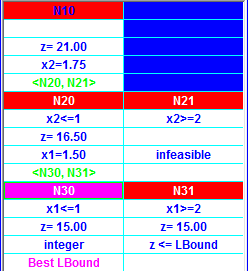 N10
z= 21.00
x2=1.75
<N20, N21>
N20 N21
x2<=1 x2>=2
z= 16.50
x1=1.50 infeasible
<N30, N31>
N30 N31
x1<=1 x1>=2
z= 15.00 z= 15.00
integer z <= LBound
Best LBound